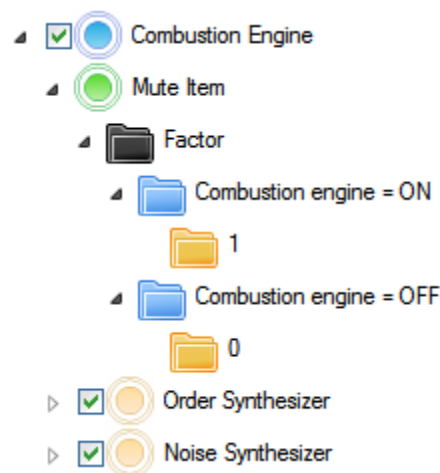 Combustion Engine
Mute Item
Factor
Combustion engine = ON
1
Combustion engine = OFF
0
Order Synthesizer
Noise Synthesizer